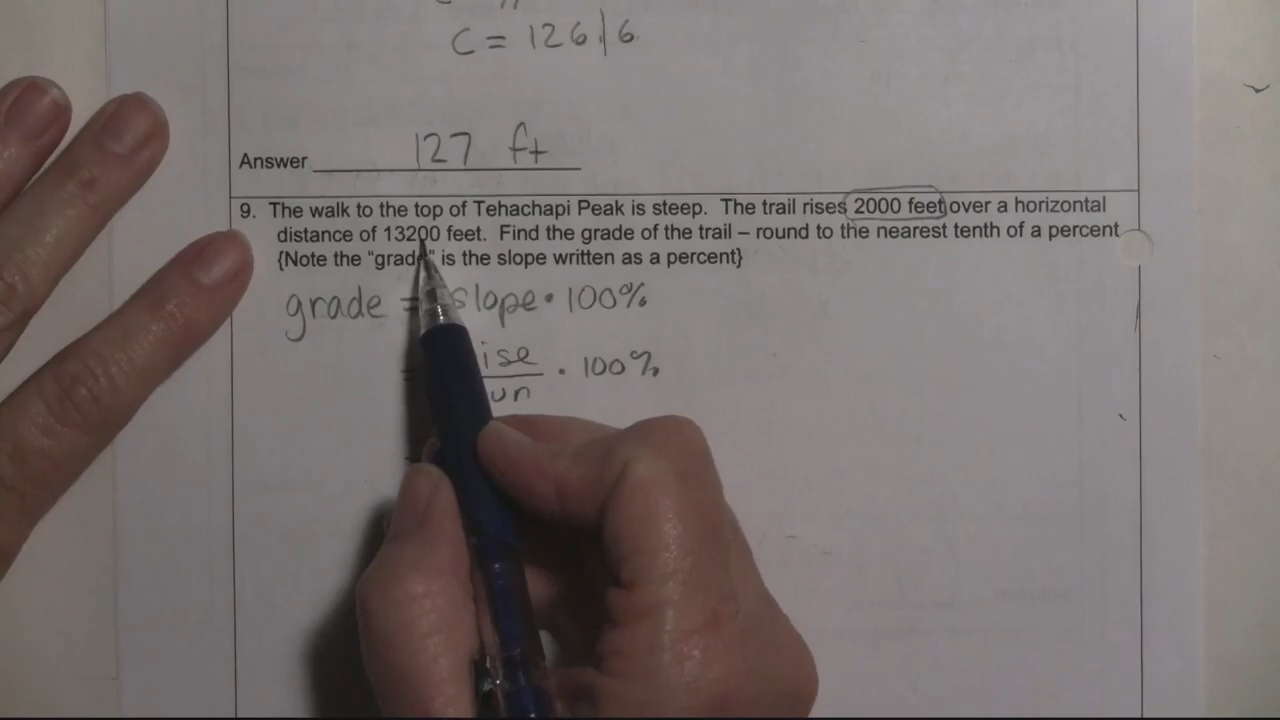 C = 126.|6
Answer 127 ft
9. The walk to the top of Tehachapi Peak is steep. The trail rises 2000 feet over a horizontal
distance of 13200 feet. Find the grade of the trail – round to the nearest tenth of a percent
{Note the "grade" is the slope written as a percent}
grade = slope · 100%
ise · 100%
un